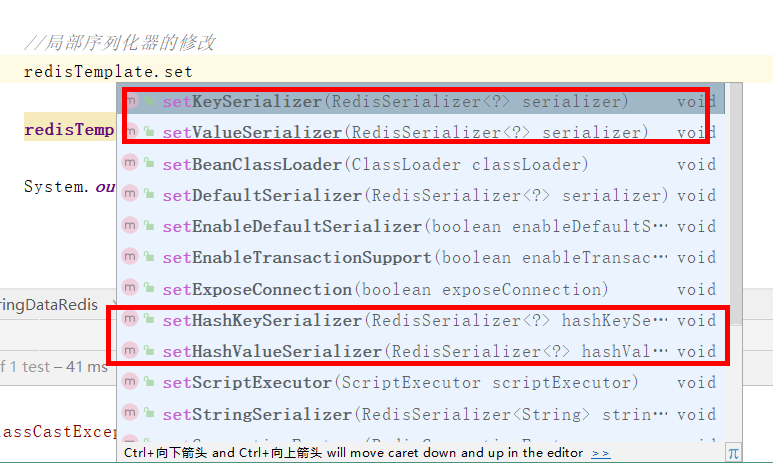 //局部序列化器的修改
redisTemplate.set
setKeySerializer(RedisSerializer<?> serializer) void
redisTemp
setValueSerializer(RedisSerializer<?> serializer) void
setBeanClassLoader(ClassLoader classLoader) void
System.ou
setDefaultSerializer(RedisSerializer<?> serializer) void
setEnableDefaultSerializer(boolean enableDefaultS… void
setEnableTransactionSupport(boolean enableTransac… void
setExposeConnection(boolean exposeConnection) void
ringDataRedis
setHashKeySerializer(RedisSerializer<?> hashKeySe… void
setHashValueSerializer(RedisSerializer<?> hashVal… void
f 1 test – 41 ms
setScriptExecutor(ScriptExecutor scriptExecutor) void
setStringSerializer(RedisSerializer<String> strin… void
assCastExcep
Ctrl+向下箭头 and Ctrl+向上箭头 will move caret down and up in the editor >> π